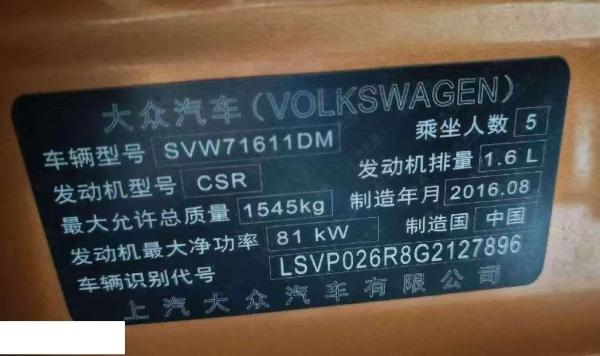 大众汽车(VOLKSWAGEN)
车辆型号 SVW71611DM 乘坐人数 5
发动机型号 CSR 发动机排量 1.6 L
最大允许总质量 1545kg 制造年月 2016.08
发动机最大净功率 81 kW 制造国 中国
车辆识别代号 LSVP026R8G2127896
上汽大众汽车有限公司